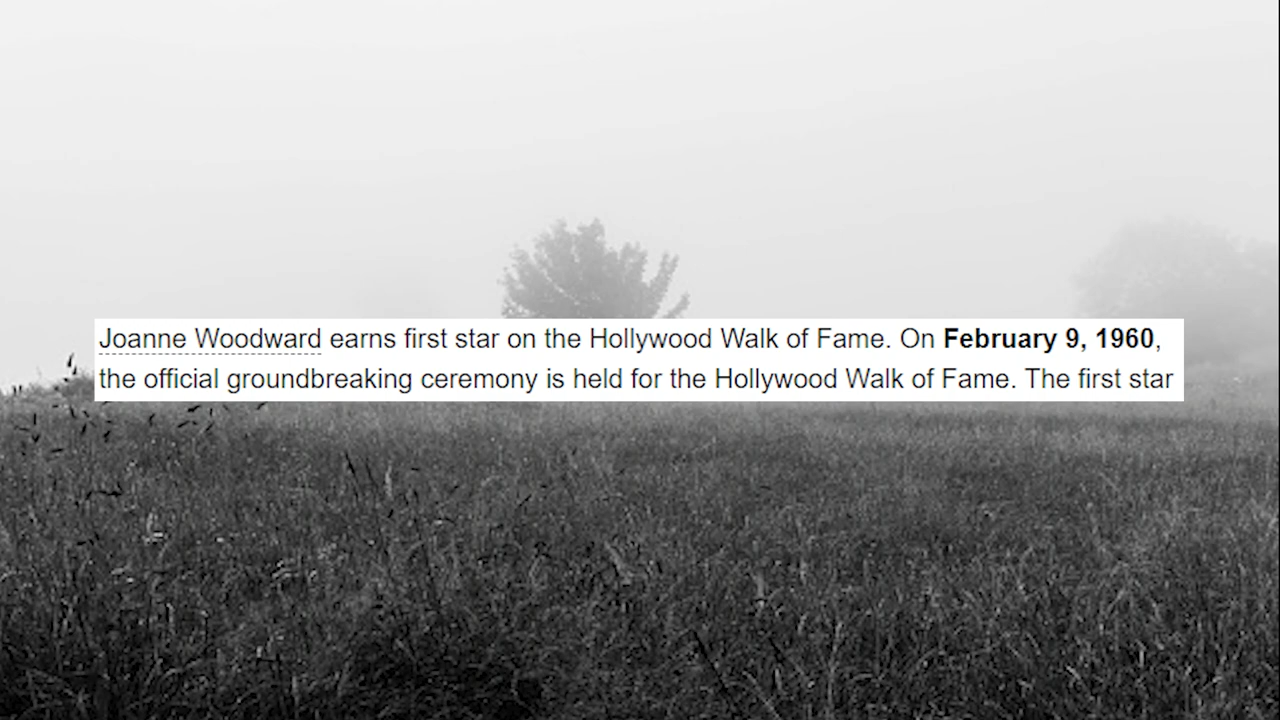 Joanne Woodward earns first star on the Hollywood Walk of Fame. On February 9, 1960,
the official groundbreaking ceremony is held for the Hollywood Walk of Fame. The first star